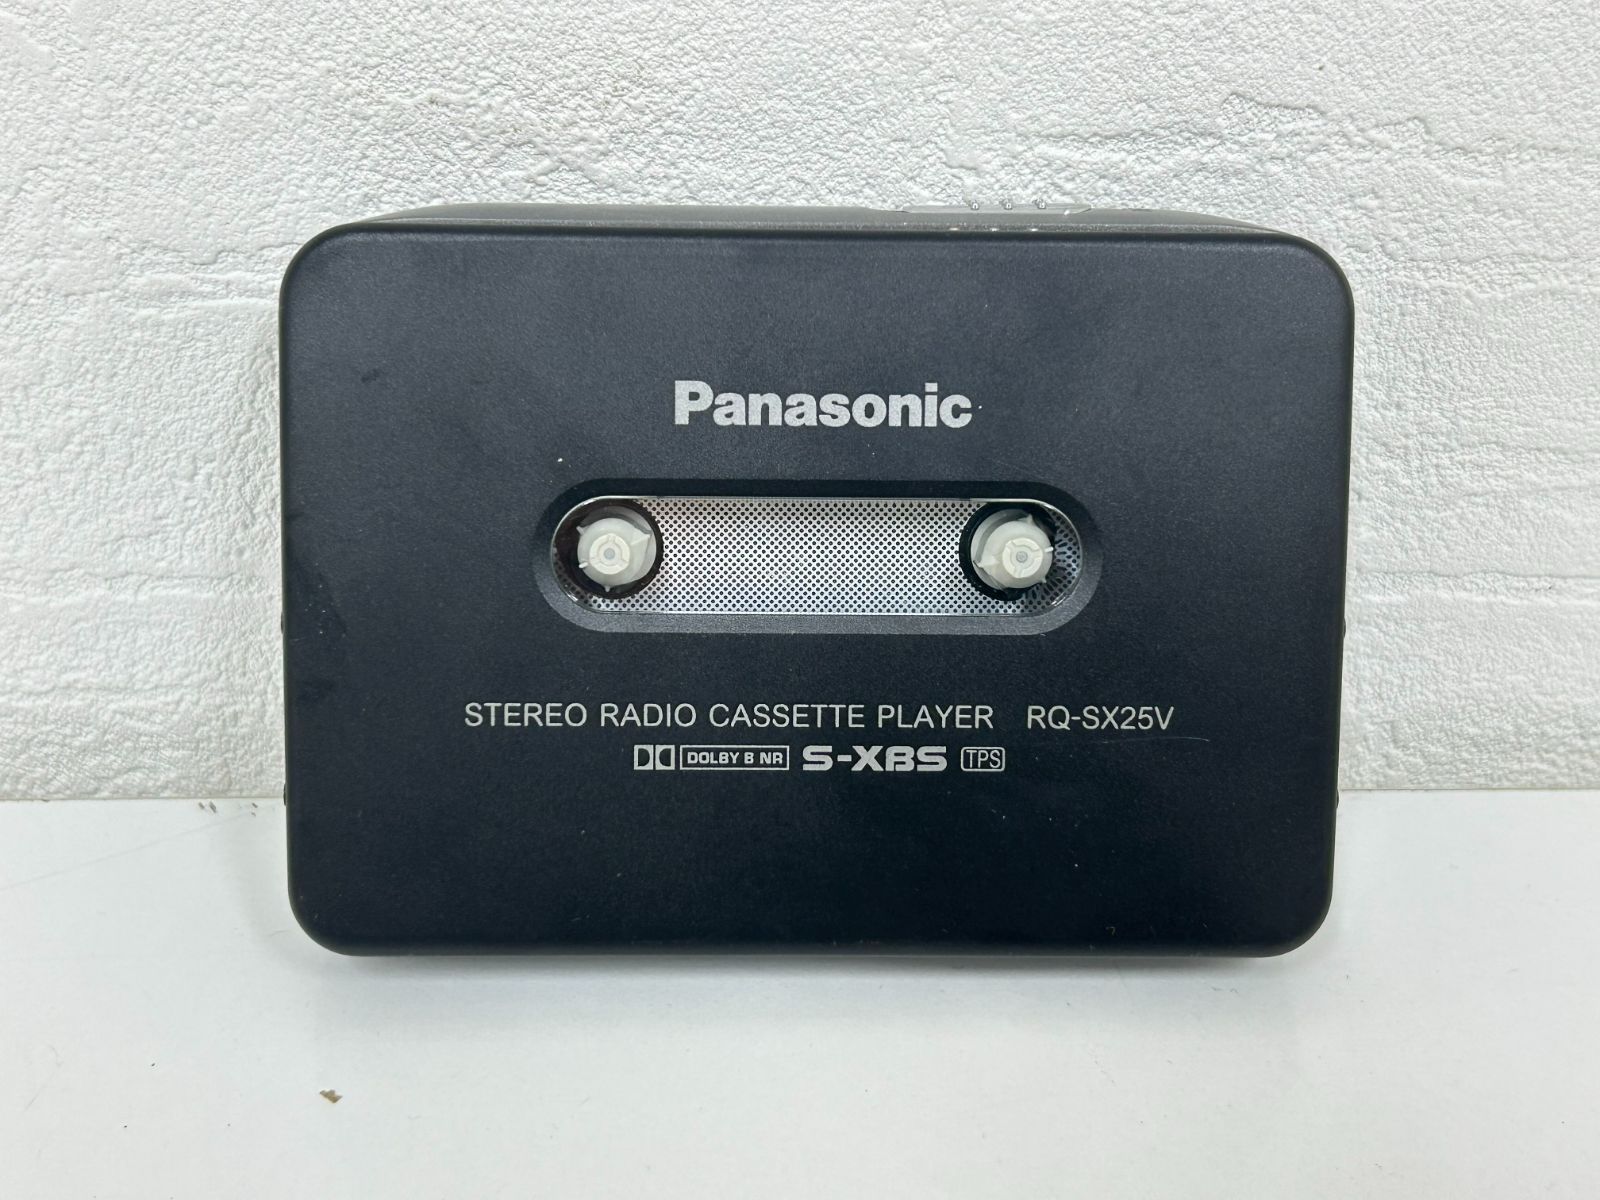 Panasonic
STEREO RADIO CASSETTE PLAYER RQ-SX25V
DOLBY B NR S-XBS TPS